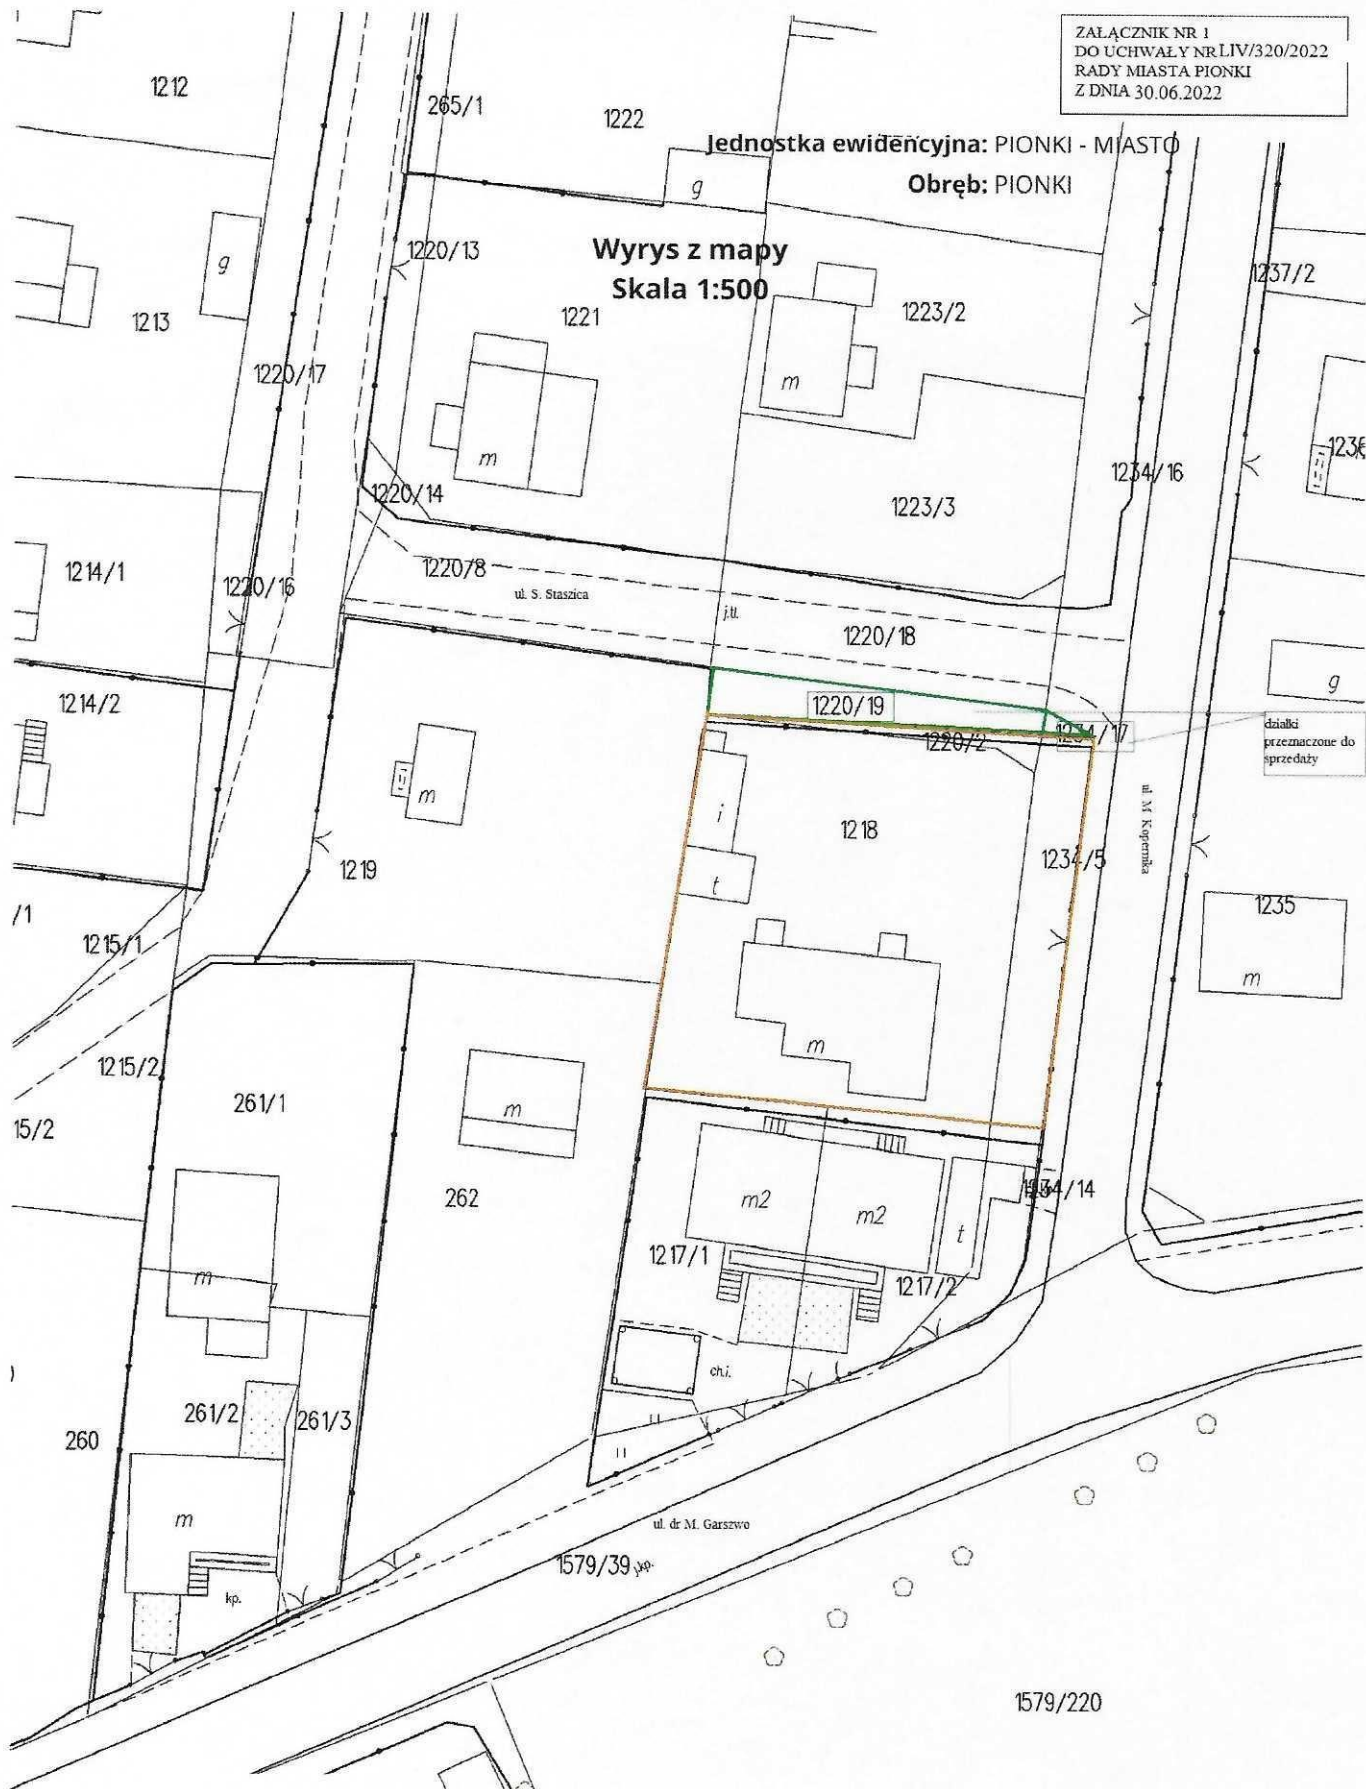 ZAŁĄCZNIK NR 1
DO UCHWAŁY NR LIV/320/2022
RADY MIASTA PIONKI
Z DNIA 30.06.2022
1212
265/1
1222
Jednostka ewidencyjna: PIONKI - MIASTO
Obręb: PIONKI
g
g
1220/13
Wyrys z mapy
Skala 1:500
1237/2
1213
1221
1223/2
1220/17
m
m
1234/16
1220/14
1223/3
1214/1
1220/16
1220/8
ul. S. Staszica
j.tł.
1220/18
g
1214/2
1220/19
1220/2
1234/17
działki
przeznaczone do
sprzedaży
m
i
1218
ul. M. Kopernika
1219
t
1234/5
1235
/1
1215/1
m
m
1215/2
261/1
m
15/2
262
m2
m2
1234/14
t
1217/1
1217/2
m
ch.i.
261/2
261/3
260
m
ul. dr M. Garszwo
1579/39
j.kp.
kp.
1579/220